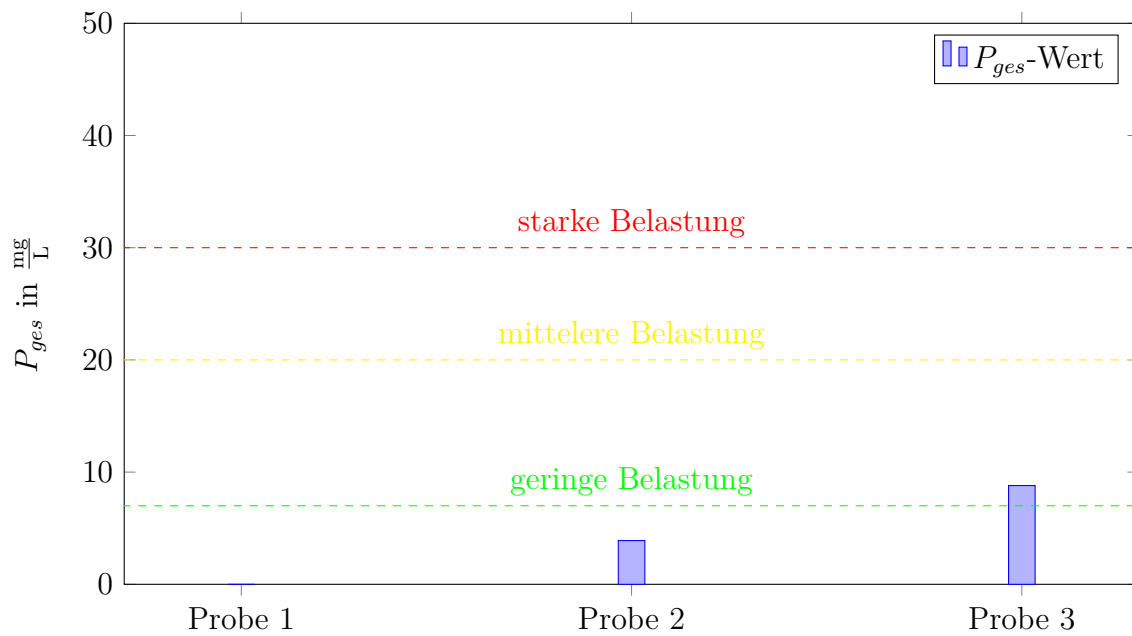 50
40
30
20
10
0
P_ges in mg/L
P_ges-Wert
starke Belastung
mittelere Belastung
geringe Belastung
Probe 1
Probe 2
Probe 3